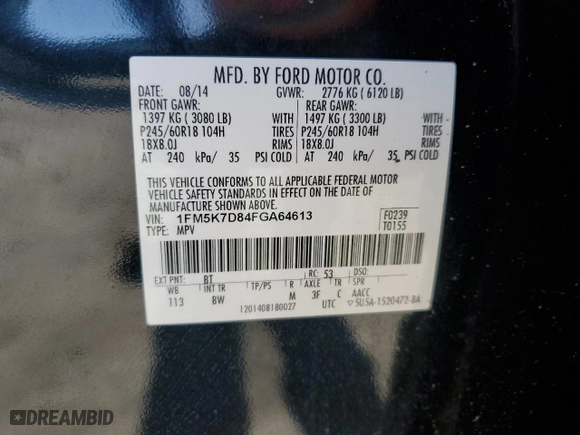 MFD. BY FORD MOTOR CO.
DATE: 08/14 GVWR: 2776 KG ( 6120 LB)
FRONT GAWR: REAR GAWR:
1397 KG ( 3080 LB) WITH 1497 KG ( 3300 LB) WITH
P245/60R18 104H TIRES P245/60R18 104H TIRES
18X8.0J RIMS 18X8.0J RIMS
AT 240 kPa/ 35 PSI COLD AT 240 kPa/ 35 PSI COLD
THIS VEHICLE CONFORMS TO ALL APPLICABLE FEDERAL MOTOR
VEHICLE SAFETY STANDARDS IN EFFECT ON THE DATE OF
MANUFACTURE SHOWN ABOVE.
VIN: 1FM5K7D84FGA64613 F0239
TYPE: MPV T0155
EXT PNT: BT RC: 53 DSO:
WB INT TR TP/PS R AXLE TR SPR
113 BW M 3F C AACC
1201408180027 UTC ▽5U5A-1520472-BA
DREAMBID